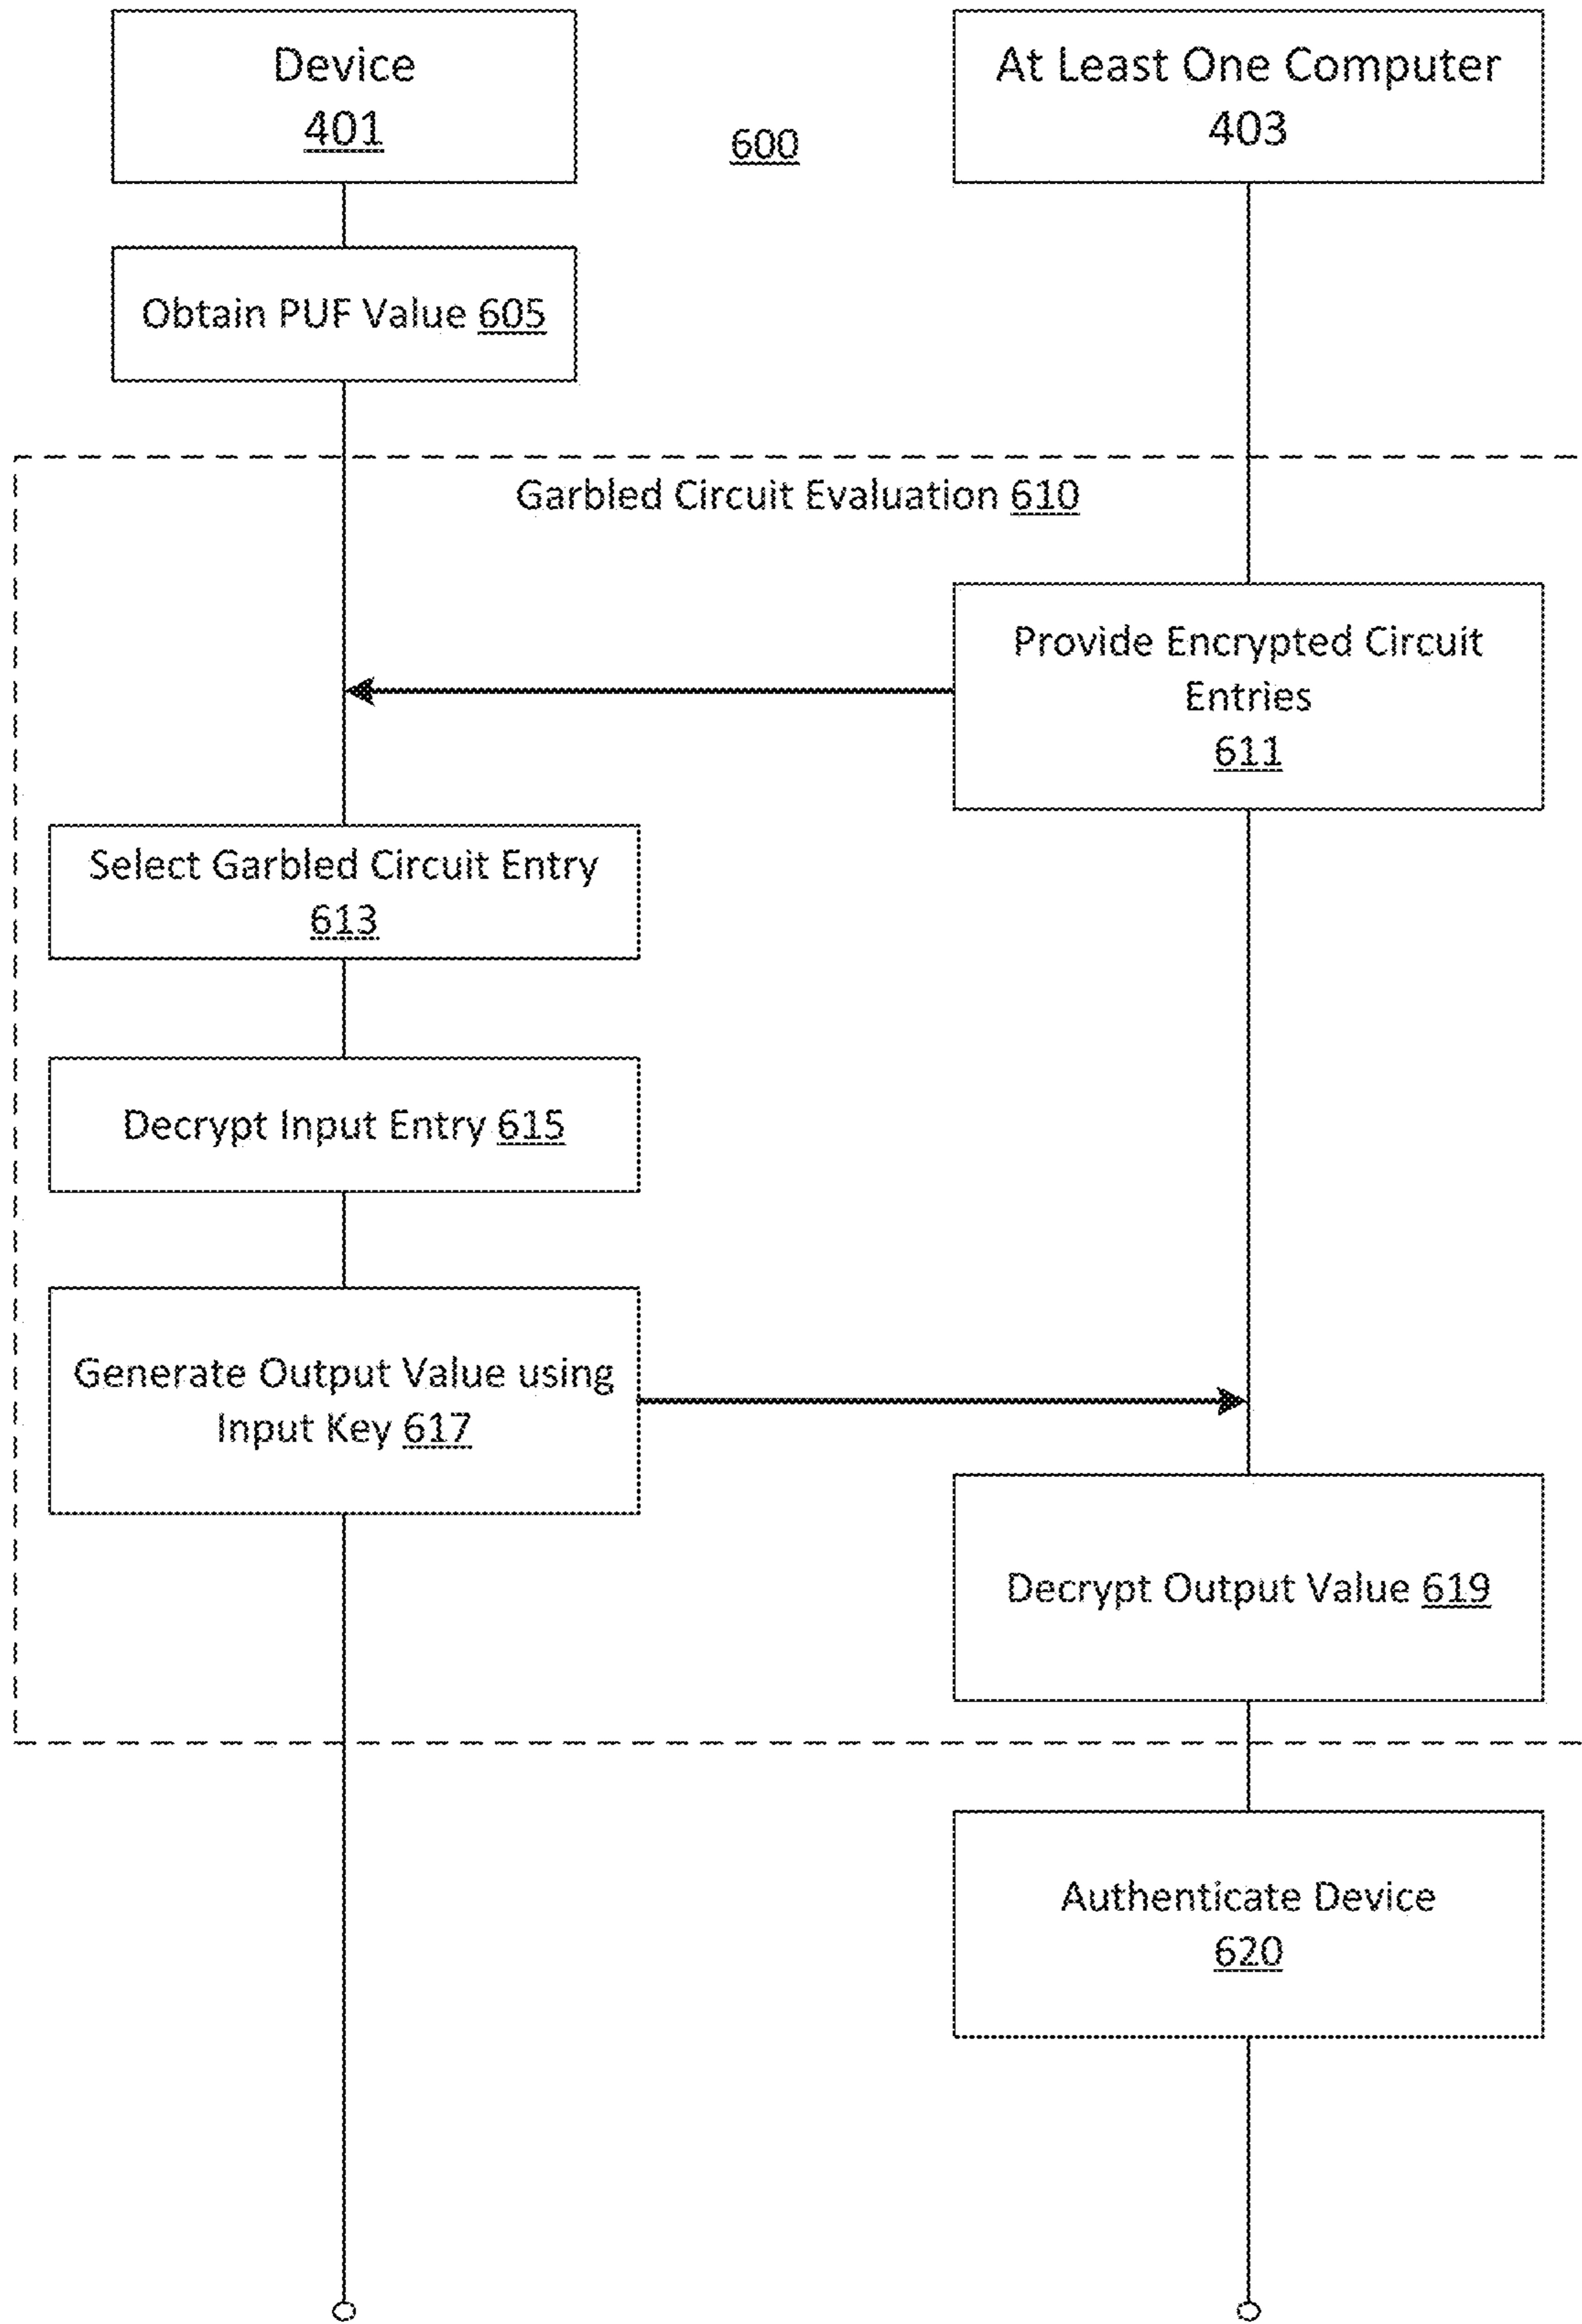 Device
401
At Least One Computer
403
600
Obtain PUF Value 605
Garbled Circuit Evaluation 610
Provide Encrypted Circuit
Entries
611
Select Garbled Circuit Entry
613
Decrypt Input Entry 615
Generate Output Value using
Input Key 617
Decrypt Output Value 619
Authenticate Device
620